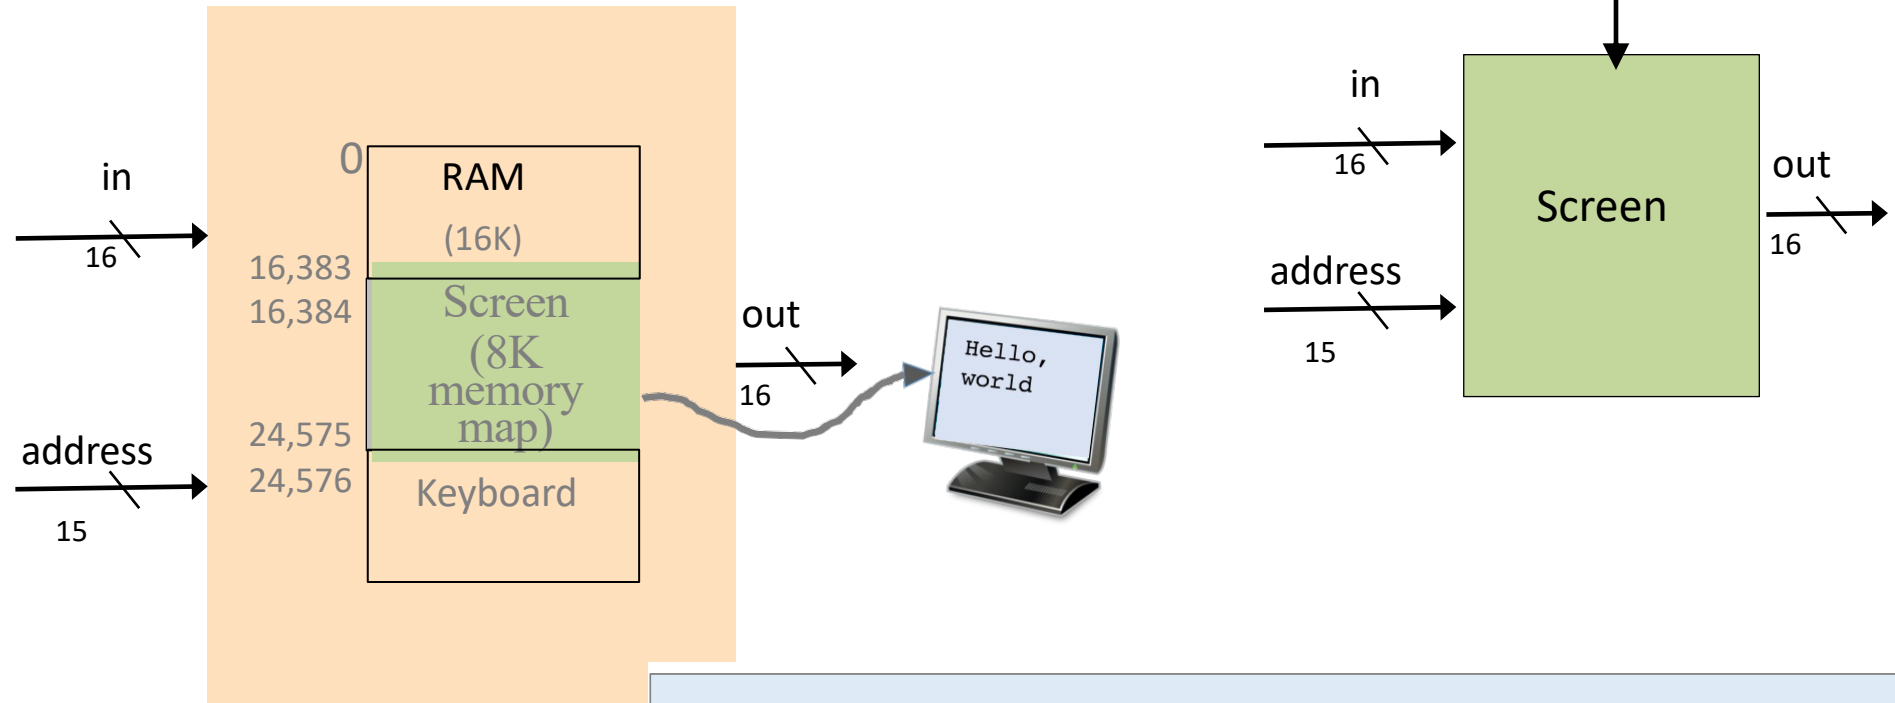 in
16
address
15
0
RAM
(16K)
16,383
16,384
Screen
(8K
memory
map)
24,575
24,576
Keyboard
out
16
Hello,
world
in
16
address
15
Screen
out
16